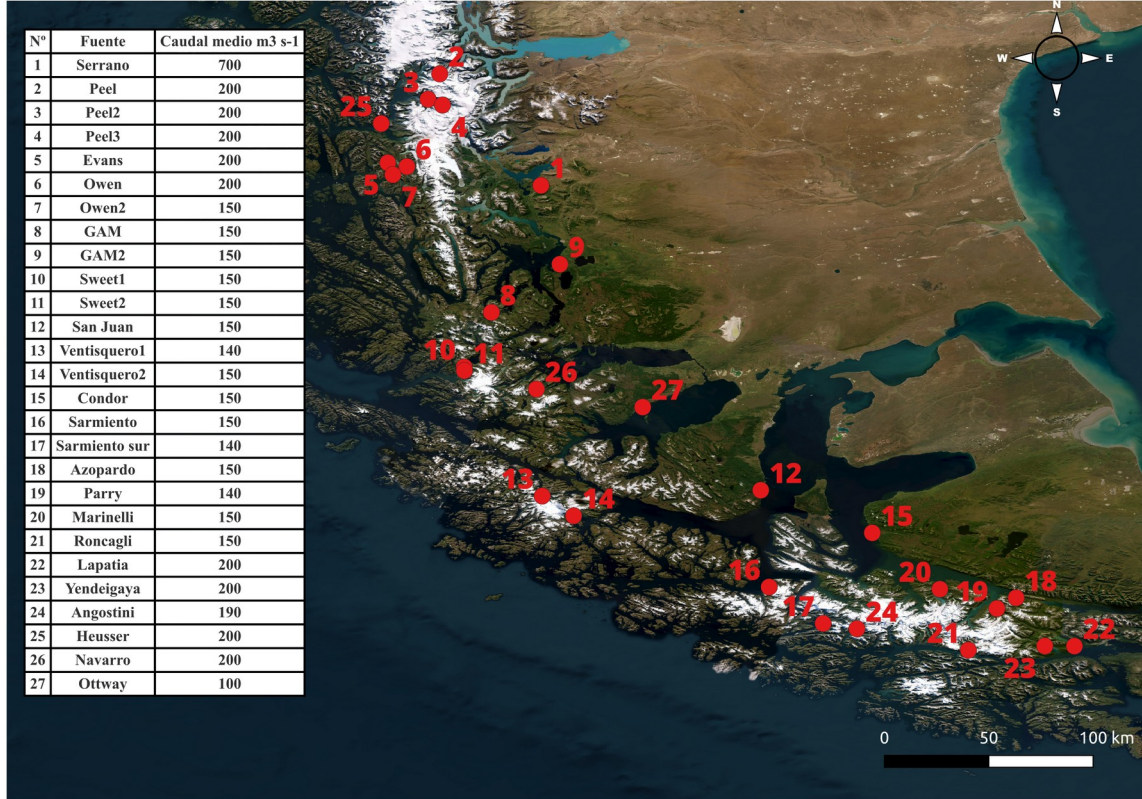 Nº Fuente Caudal medio m3 s-1
1 Serrano 700
2 Peel 200
3 Peel2 200
4 Peel3 200
5 Evans 200
6 Owen 200
7 Owen2 150
8 GAM 150
9 GAM2 150
10 Sweet1 150
11 Sweet2 150
12 San Juan 150
13 Ventisquero1 140
14 Ventisquero2 150
15 Condor 150
16 Sarmiento 150
17 Sarmiento sur 140
18 Azopardo 150
19 Parry 140
20 Marinelli 150
21 Roncagli 150
22 Lapatia 200
23 Yendeigaya 200
24 Angostini 190
25 Heusser 200
26 Navarro 200
27 Ottway 100
N
W E
S
2
3
25
4
6
5 7
1
9
8
10 11
26
27
13
14
12
15
16
17
24
20
19
18
21
23
22
0 50 100 km